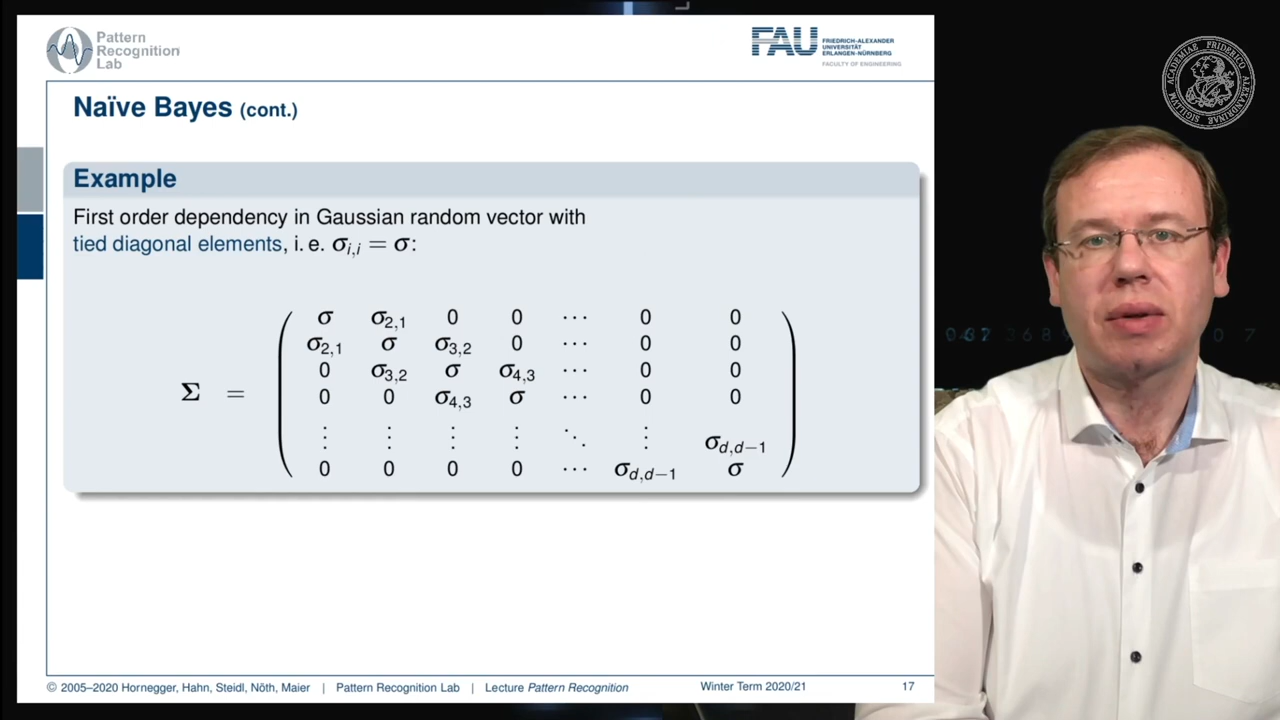 Pattern
Recognition
Lab
FAU
FRIEDRICH-ALEXANDER
UNIVERSITÄT
ERLANGEN-NÜRNBERG
FACULTY OF ENGINEERING
Naïve Bayes (cont.)
Example
First order dependency in Gaussian random vector with
tied diagonal elements, i. e. σ_{i,i} = σ:
σ σ_{2,1} 0 0 ⋯ 0 0
σ_{2,1} σ σ_{3,2} 0 ⋯ 0 0
0 σ_{3,2} σ σ_{4,3} ⋯ 0 0
Σ =
0 0 σ_{4,3} σ ⋯ 0 0
⋮ ⋮ ⋮ ⋮ ⋱ ⋮ σ_{d,d−1}
0 0 0 0 ⋯ σ_{d,d−1} σ
© 2005–2020 Hornegger, Hahn, Steidl, Nöth, Maier | Pattern Recognition Lab | Lecture Pattern Recognition Winter Term 2020/21 17